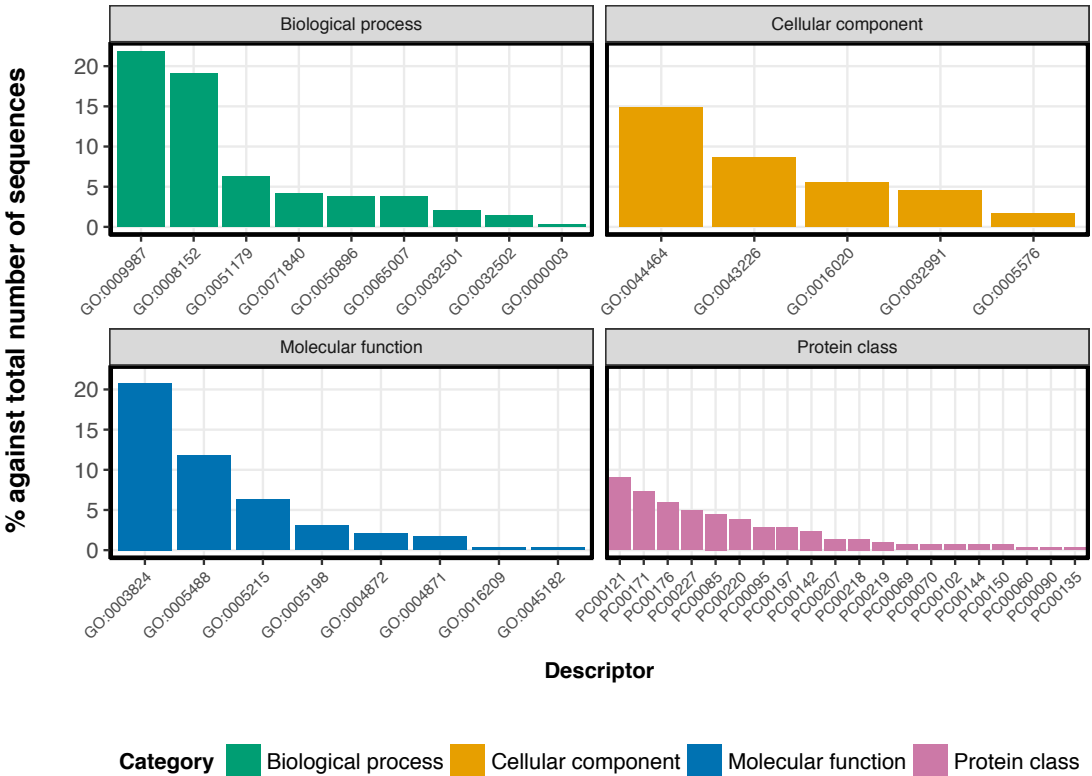 % against total number of sequences
Biological process
20
15
10
5
0
GO:0009987
GO:0008152
GO:0051179
GO:0071840
GO:0050896
GO:0065007
GO:0032501
GO:0032502
GO:0000003
Cellular component
GO:0044464
GO:0043226
GO:0016020
GO:0032991
GO:0005576
Molecular function
20
15
10
5
0
GO:0003824
GO:0005488
GO:0005215
GO:0005198
GO:0004872
GO:0004871
GO:0016209
GO:0045182
Protein class
PC00121
PC00171
PC00176
PC00227
PC00085
PC00220
PC00095
PC00197
PC00142
PC00207
PC00218
PC00219
PC00069
PC00070
PC00102
PC00144
PC00150
PC00060
PC00090
PC00135
Descriptor
Category Biological process Cellular component Molecular function Protein class